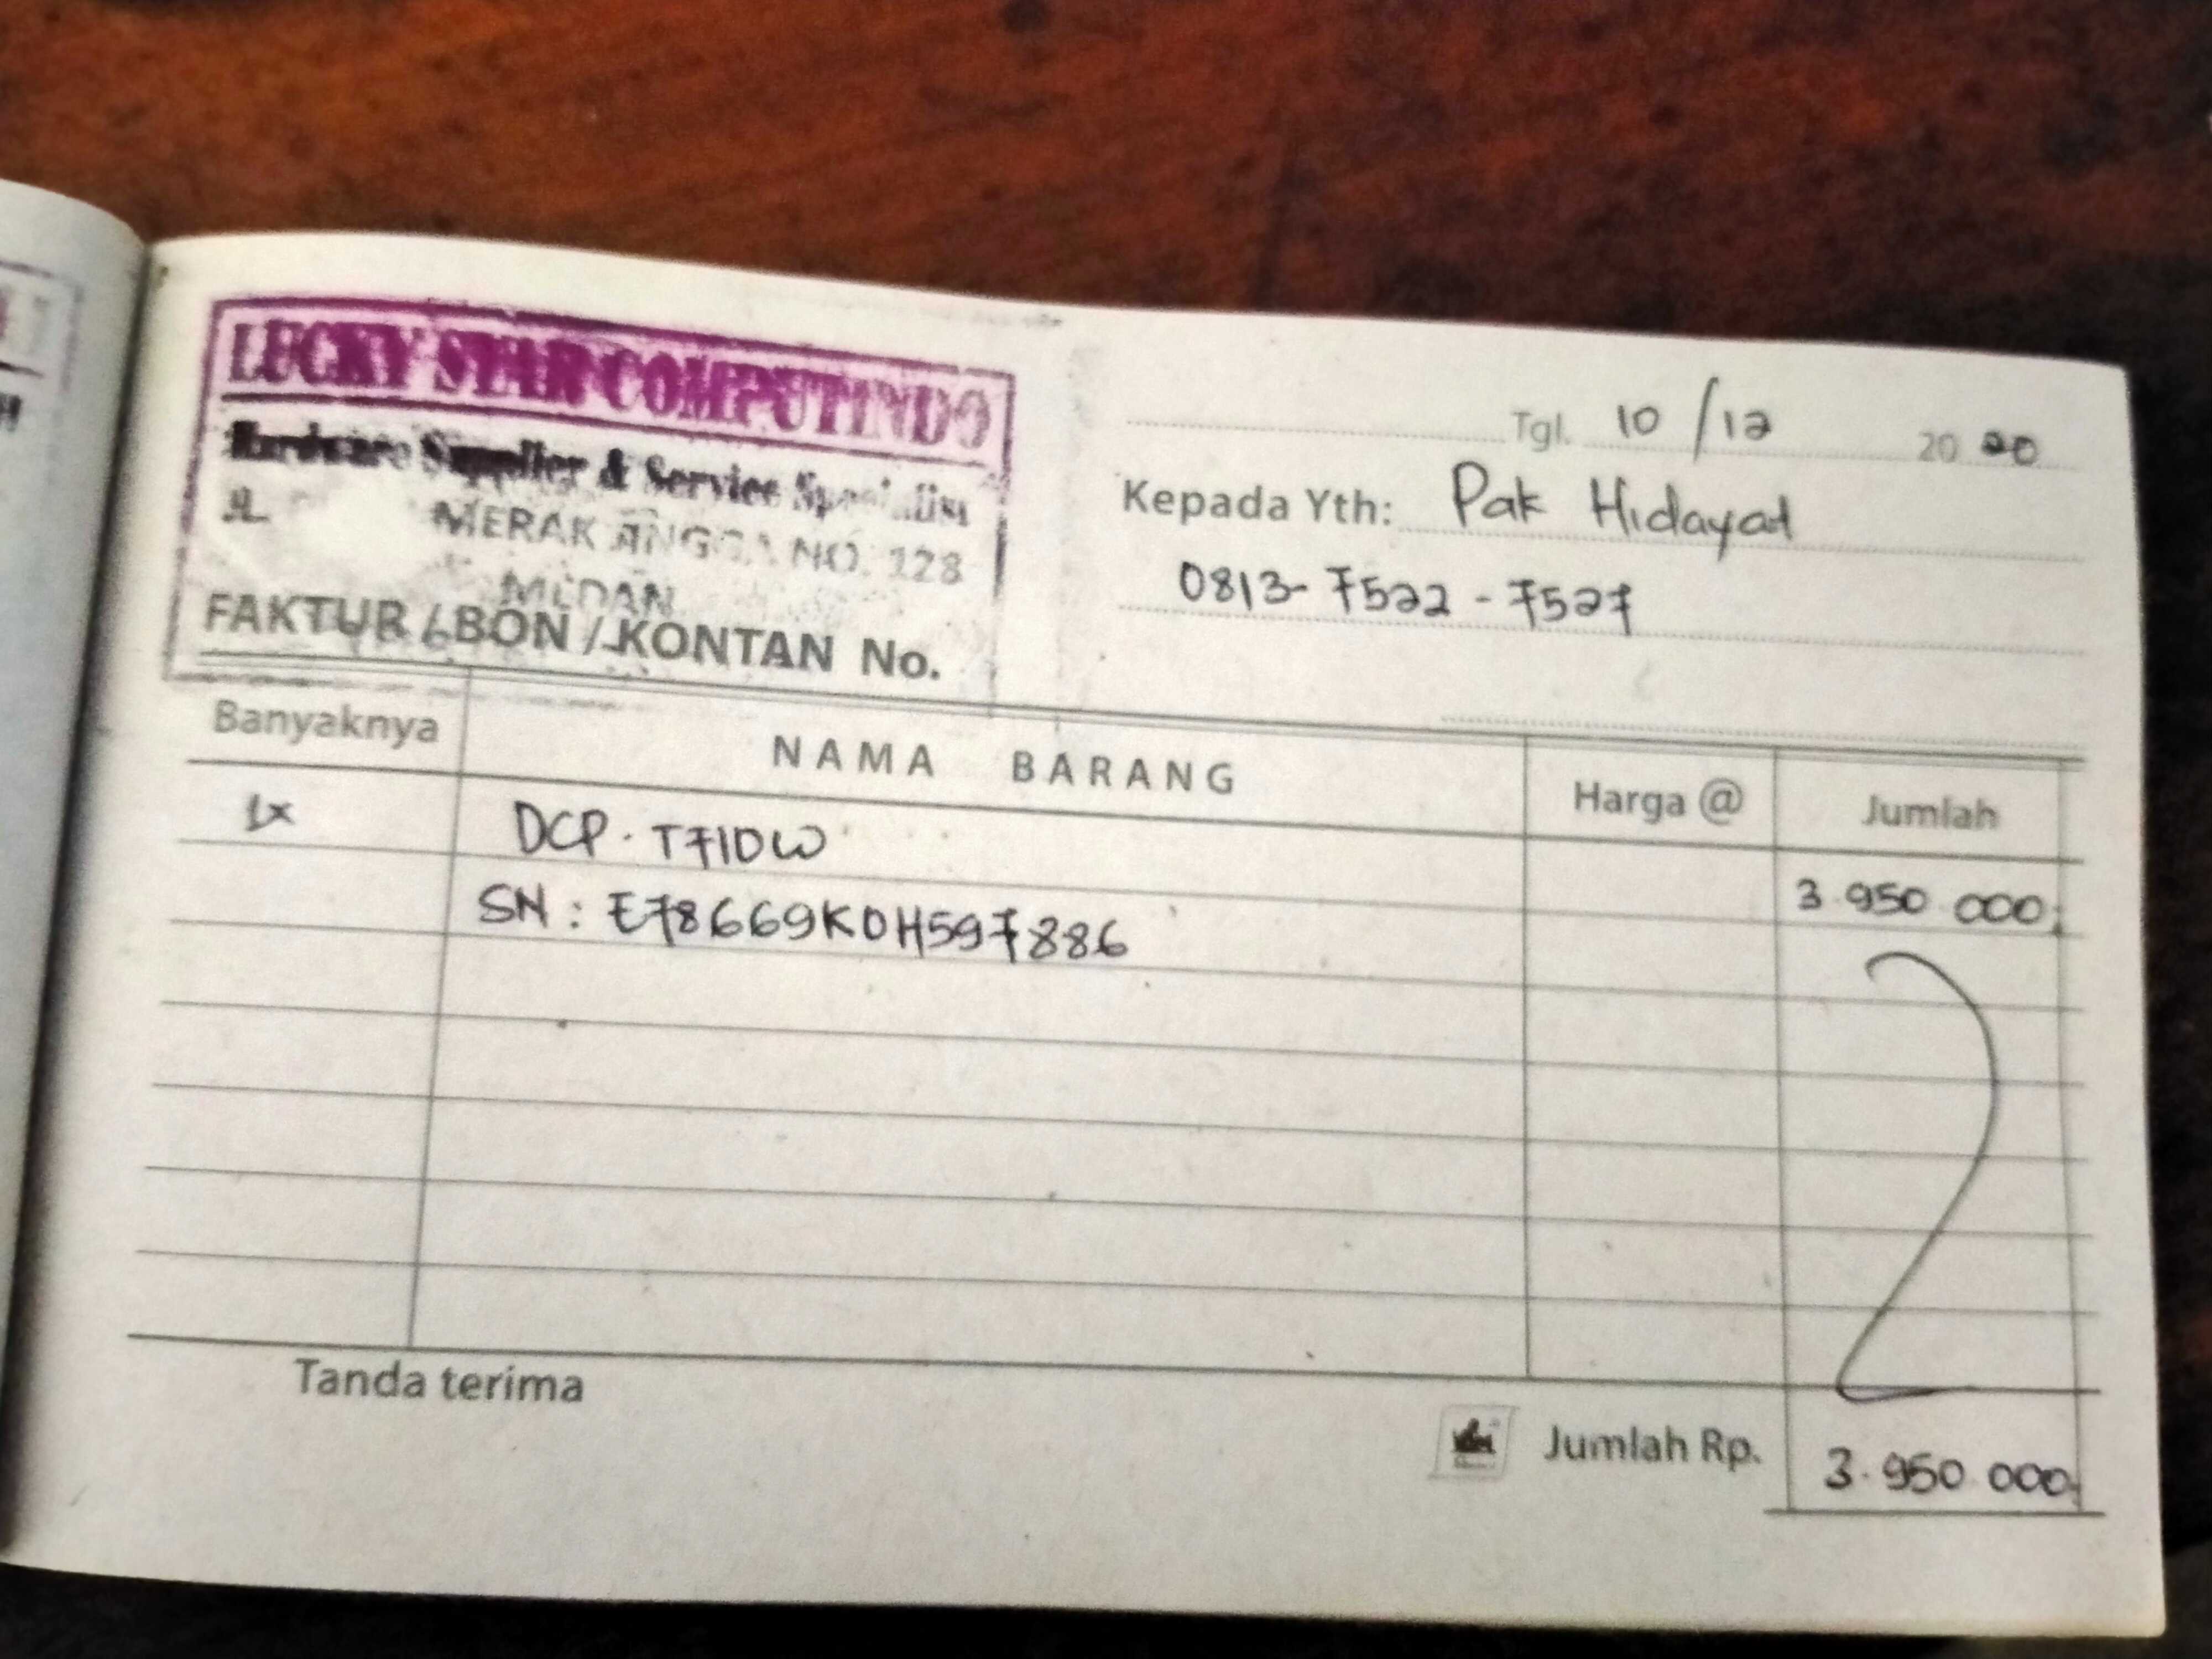 LUCKY STAR COMPUTINDO
Hardware Supplier & Service Specialist
JL. MERAK JINGGA NO. 128
MEDAN
FAKTUR / BON / KONTAN No.
Tgl. 10/12 2020
Kepada Yth: Pak Hidayat
0813-7522-7527
Banyaknya NAMA BARANG Harga @ Jumlah
1x DCP. T710W 3.950.000,
SN: E78669K0H597886
Tanda terima
Jumlah Rp. 3.950.000,